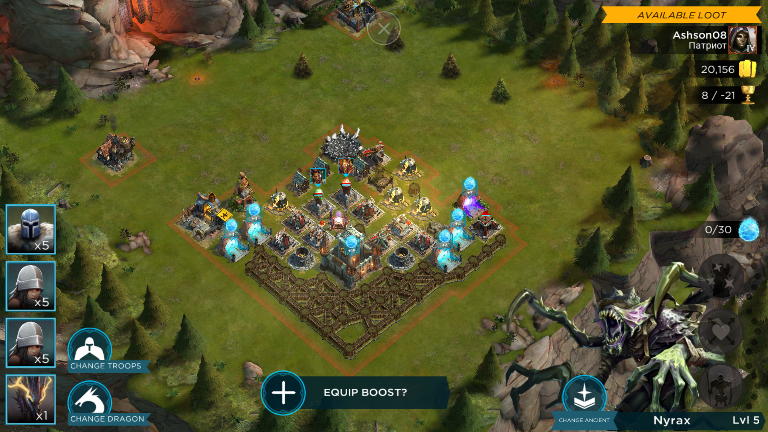 AVAILABLE LOOT
Ashson08
Патриот
IV
20,156
8 / -21
0/30
x5
x5
x5
x1
CHANGE TROOPS
CHANGE DRAGON
EQUIP BOOST?
CHANGE ANCIENT
Nyrax
Lvl 5